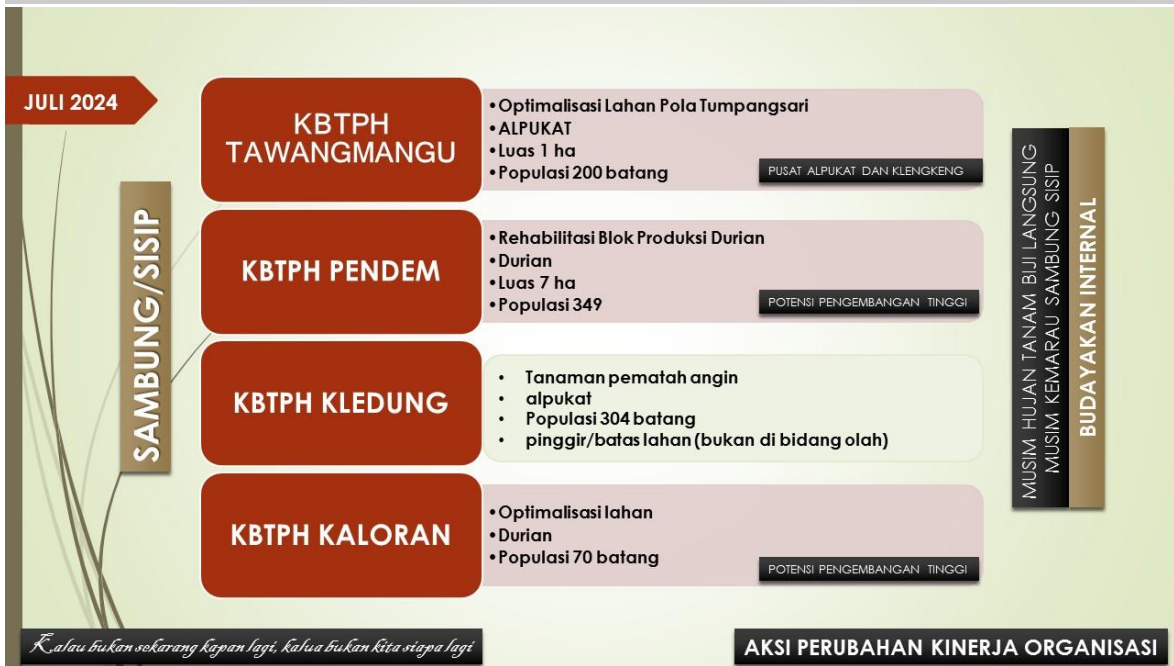 JULI 2024
SAMBUNG/SISIP
KBTPH
TAWANGMANGU
•Optimalisasi Lahan Pola Tumpangsari
•ALPUKAT
•Luas 1 ha
•Populasi 200 batang
PUSAT ALPUKAT DAN KLENGKENG
KBTPH PENDEM
•Rehabilitasi Blok Produksi Durian
•Durian
•Luas 7 ha
•Populasi 349
POTENSI PENGEMBANGAN TINGGI
KBTPH KLEDUNG
• Tanaman pematah angin
• alpukat
• Populasi 304 batang
• pinggir/batas lahan (bukan di bidang olah)
KBTPH KALORAN
•Optimalisasi lahan
•Durian
•Populasi 70 batang
POTENSI PENGEMBANGAN TINGGI
MUSIM HUJAN TANAM BIJI LANGSUNG
MUSIM KEMARAU SAMBUNG SISIP
BUDAYAKAN INTERNAL
Kalau bukan sekarang kapan lagi, kalua bukan kita siapa lagi
AKSI PERUBAHAN KINERJA ORGANISASI